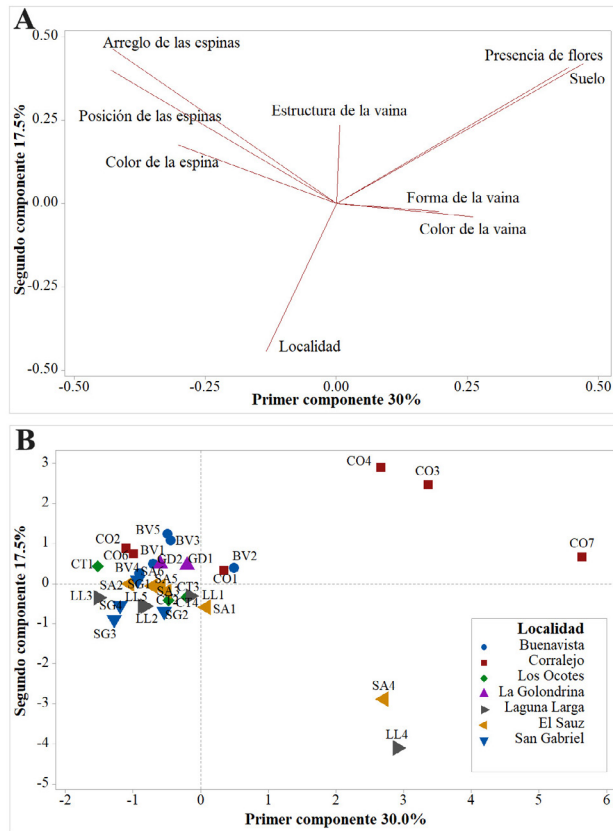 A
Segundo componente 17.5%
0.50
0.25
0.00
-0.25
-0.50
Arreglo de las espinas
Posición de las espinas
Color de la espina
Estructura de la vaina
Presencia de flores
Suelo
Forma de la vaina
Color de la vaina
Localidad
-0.50
-0.25
0.00
0.25
0.50
Primer componente 30%
B
Segundo componente 17.5%
3
2
1
0
-1
-2
-3
-4
-5
CO4
CO3
CO7
CO2
CO6
BV5
BV3
BV1
GD2
GD1
BV2
CT1
BV4
SA6
CO1
SA2
SG1
SA5
SA3
CT3
LL1
LL3
SG4
LL5
CT2
CT4
SA1
SG3
LL2
SG2
SA4
LL4
Localidad
Buenavista
Corralejo
Los Ocotes
La Golondrina
Laguna Larga
El Sauz
San Gabriel
-2
-1
0
1
2
3
4
5
6
Primer componente 30.0%